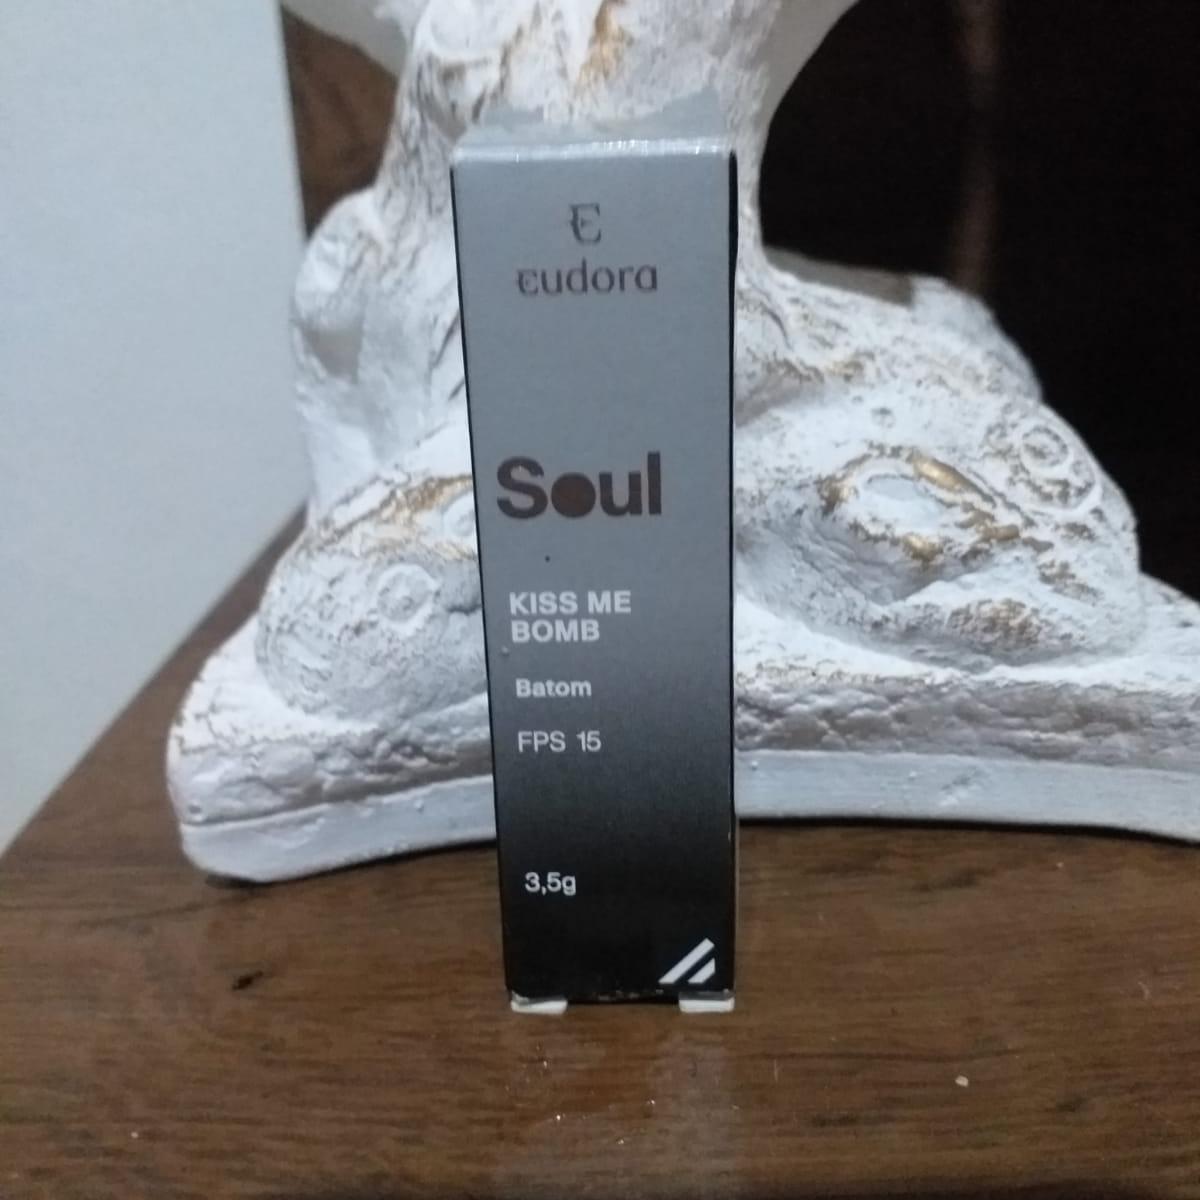 E
eudora
Soul
KISS ME
BOMB
Batom
FPS 15
3,5g